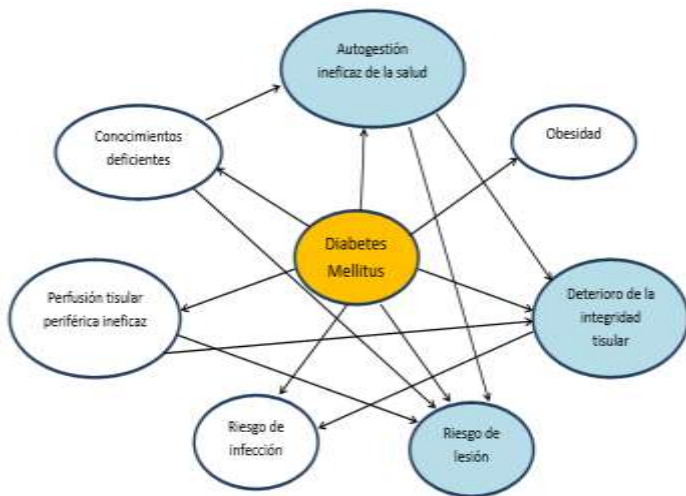 Autogestión
ineficaz de la salud
Conocimientos
deficientes
Obesidad
Diabetes
Mellitus
Perfusión tisular
periférica ineficaz
Deterioro de la
integridad
tisular
Riesgo de
infección
Riesgo de
lesión